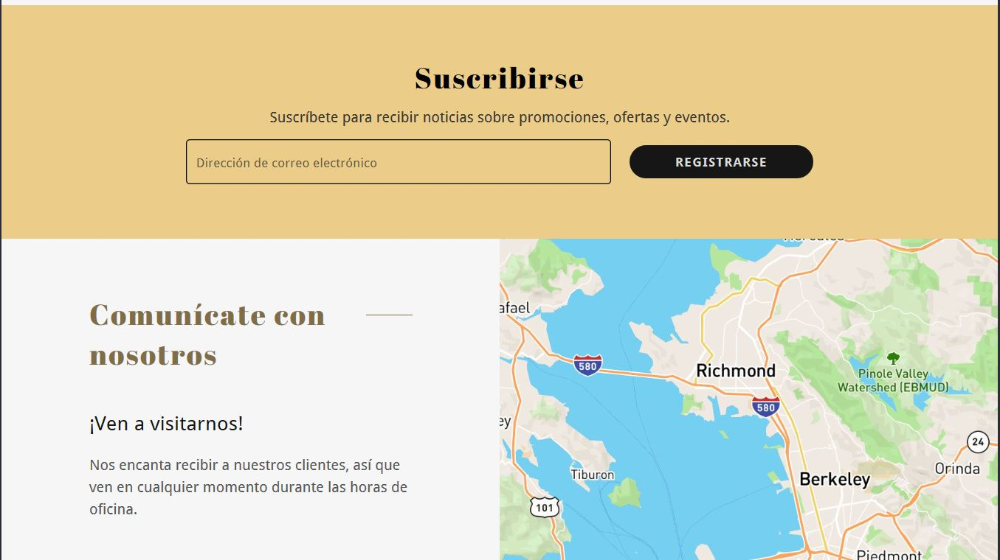 Suscribirse
Suscríbete para recibir noticias sobre promociones, ofertas y eventos.
Dirección de correo electrónico
REGISTRARSE
Comunícate con
nosotros
¡Ven a visitarnos!
Nos encanta recibir a nuestros clientes, así que
ven en cualquier momento durante las horas de
oficina.
afael
580
Richmond
Pinole Valley
Watershed (EBMUD)
580
ey
24
Orinda
Tiburon
Berkeley
101
Piedmont